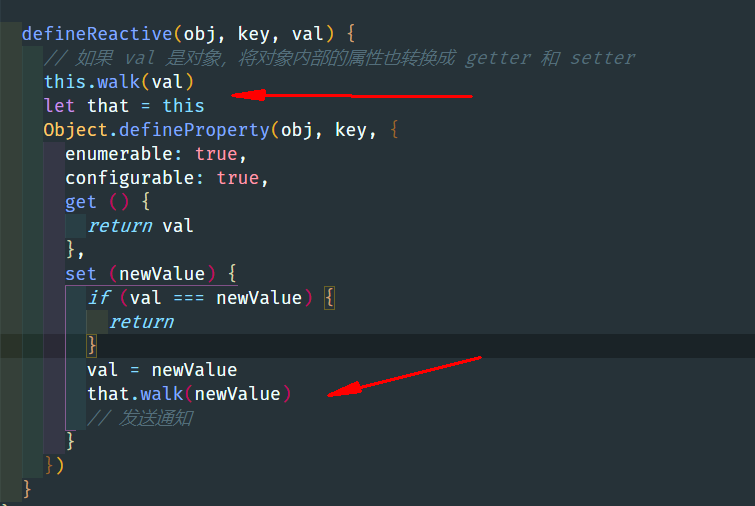 defineReactive(obj, key, val) {
// 如果 val 是对象, 将对象内部的属性也转换成 getter 和 setter
this.walk(val)
let that = this
Object.defineProperty(obj, key, {
enumerable: true,
configurable: true,
get () {
return val
},
set (newValue) {
if (val === newValue) {
return
}
val = newValue
that.walk(newValue)
// 发送通知
}
})
}